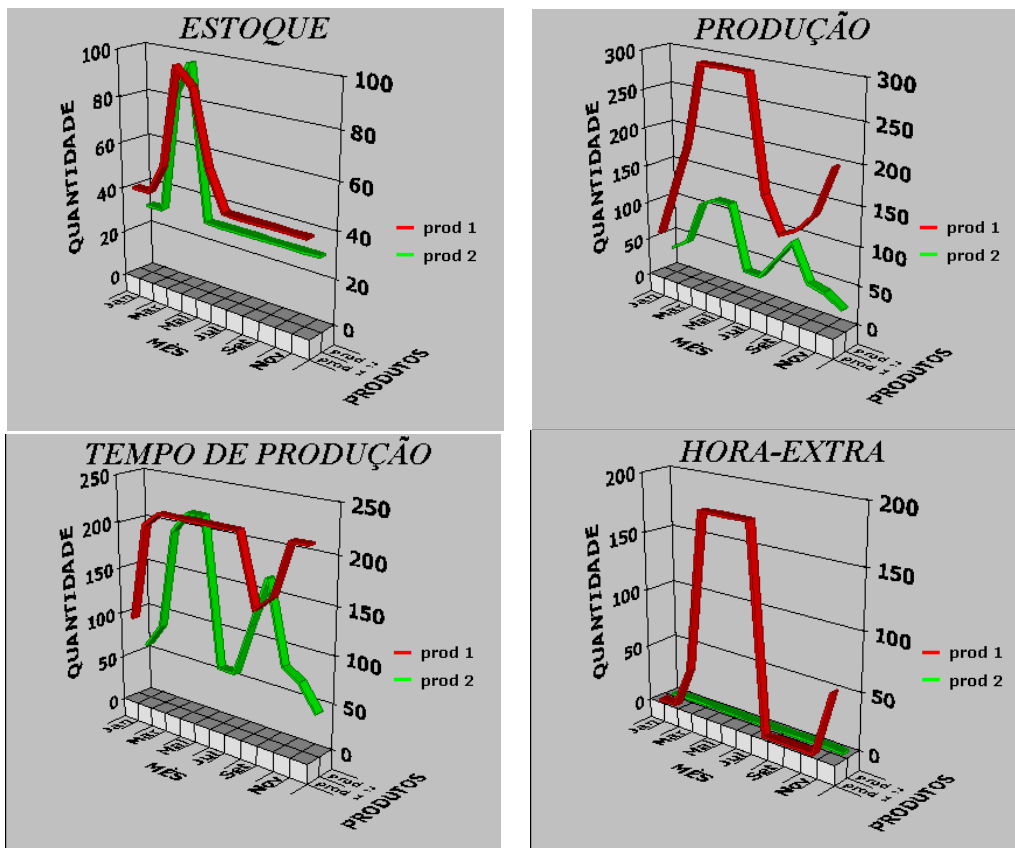 ESTOQUE
QUANTIDADE
100
80
60
40
20
0
100
80
60
40
20
0
Jan
Mar
Mai
Jul
Set
Nov
MÊS
PRODUTOS
prod 1
prod 2
PRODUÇÃO
QUANTIDADE
300
250
200
150
100
50
0
300
250
200
150
100
50
0
Jan
Mar
Mai
Jul
Set
Nov
MÊS
PRODUTOS
prod 1
prod 2
TEMPO DE PRODUÇÃO
QUANTIDADE
250
200
150
100
50
0
250
200
150
100
50
0
Jan
Mar
Mai
Jul
Set
Nov
MÊS
PRODUTOS
prod 1
prod 2
HORA-EXTRA
QUANTIDADE
200
150
100
50
0
200
150
100
50
0
Jan
Mar
Mai
Jul
Set
Nov
MÊS
PRODUTOS
prod 1
prod 2